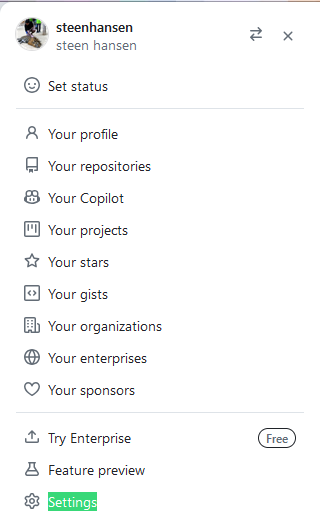 steenhansen
steen hansen
Set status
Your profile
Your repositories
Your Copilot
Your projects
Your stars
Your gists
Your organizations
Your enterprises
Your sponsors
Try Enterprise Free
Feature preview
Settings